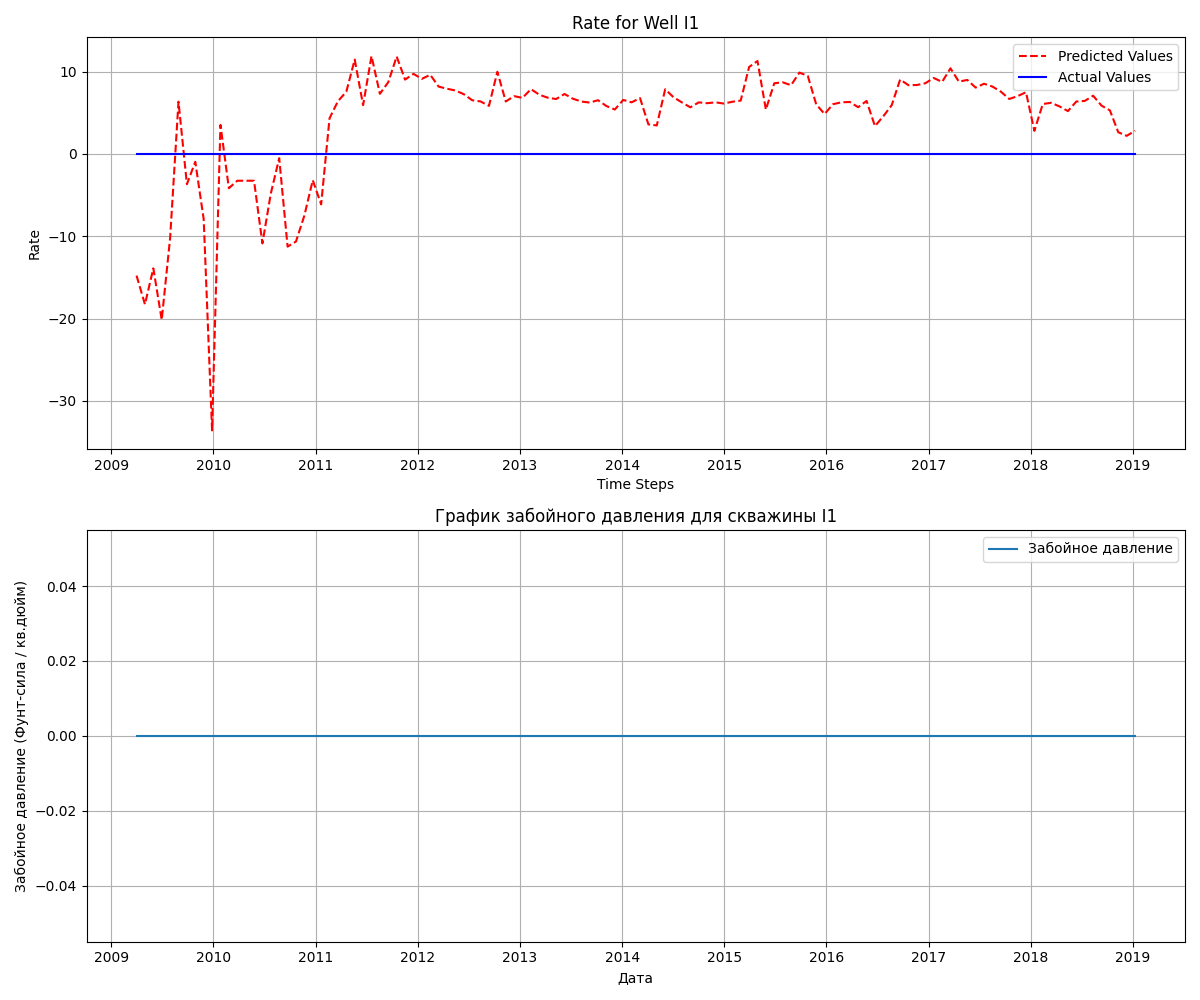 Rate for Well I1
Predicted Values
Actual Values
10
0
−10
−20
−30
Rate
2009 2010 2011 2012 2013 2014 2015 2016 2017 2018 2019
Time Steps
График забойного давления для скважины I1
Забойное давление
0.04
0.02
0.00
−0.02
−0.04
Забойное давление (Фунт-сила / кв.дюйм)
2009 2010 2011 2012 2013 2014 2015 2016 2017 2018 2019
Дата